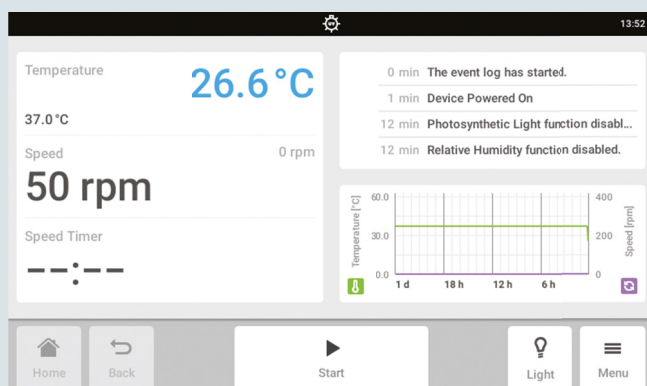 13:52
Temperature
26.6 °C
37.0 °C
Speed
0 rpm
50 rpm
Speed Timer
--:--
0 min The event log has started.
1 min Device Powered On
12 min Photosynthetic Light function disabl...
12 min Relative Humidity function disabled.
Temperature [°C]
60.0
30.0
0.0
1 d 18 h 12 h 6 h
400
200
0
Speed [rpm]
Home
Back
Start
Light
Menu